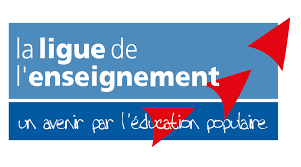 la ligue de
l'enseignement
un avenir par l'éducation populaire